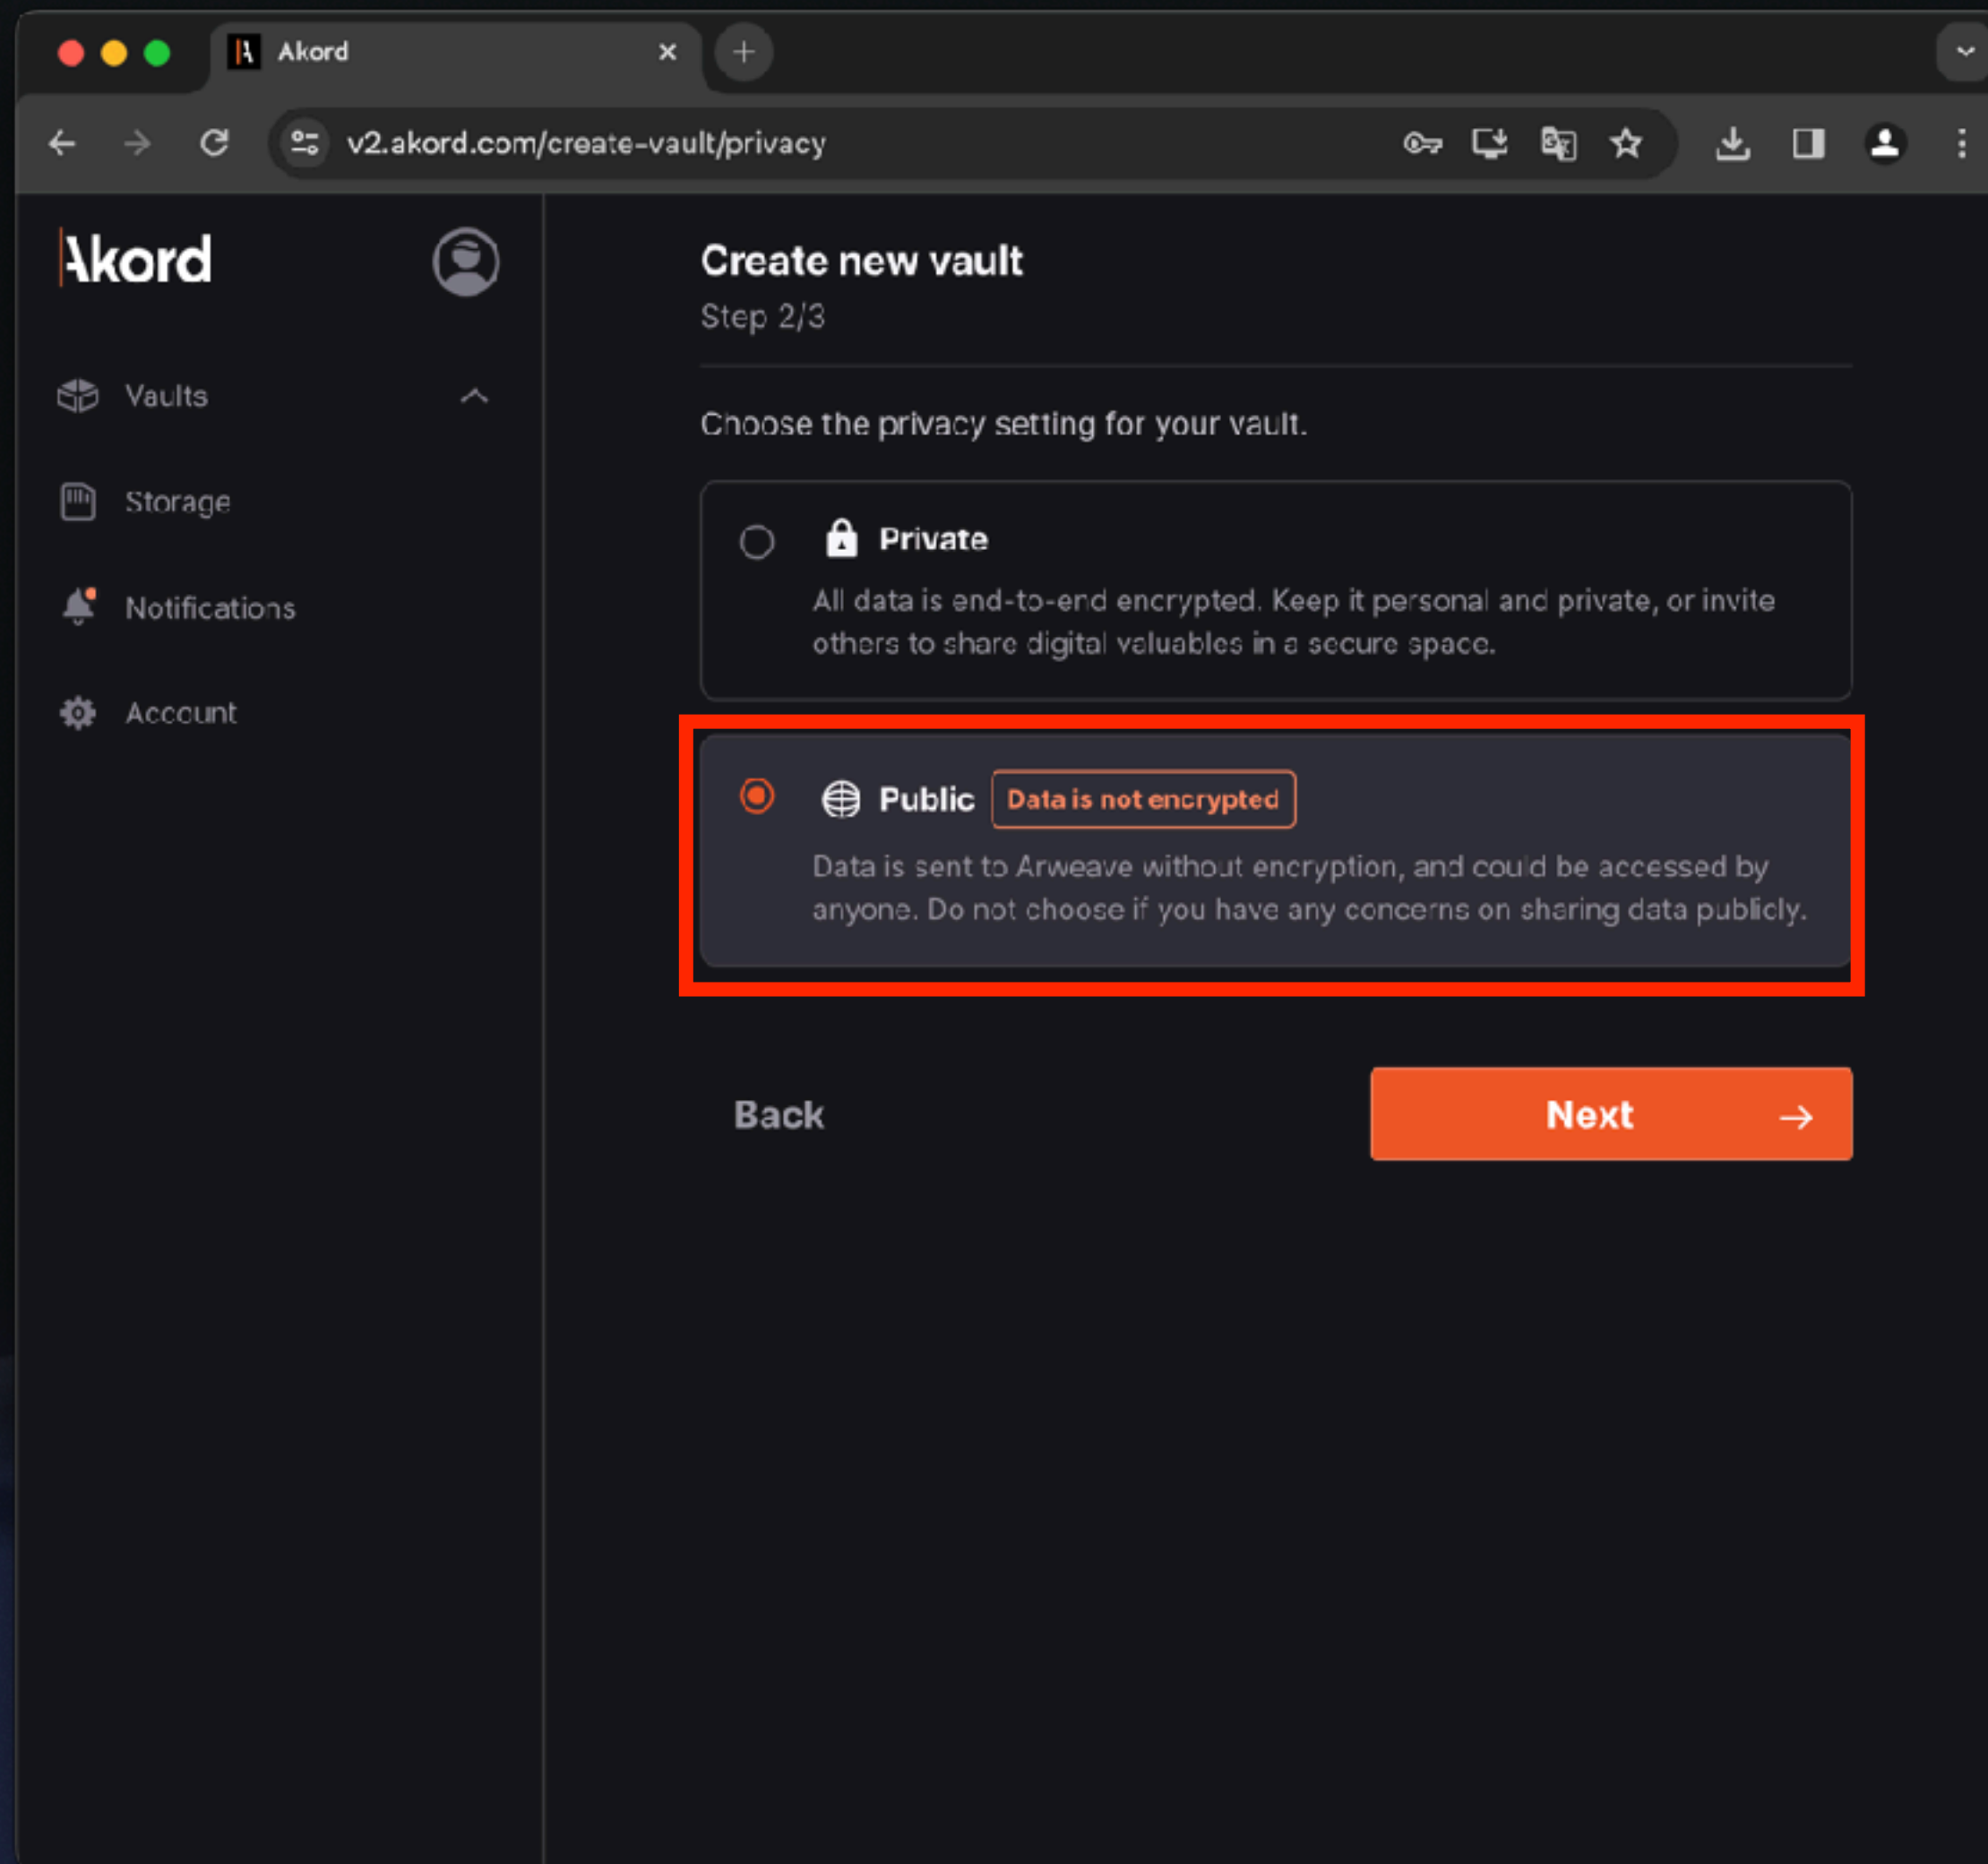 Akord
v2.akord.com/create-vault/privacy
Akord
Vaults
Storage
Notifications
Account
Create new vault
Step 2/3
Choose the privacy setting for your vault.
Private
All data is end-to-end encrypted. Keep it personal and private, or invite
others to share digital valuables in a secure space.
Public
Data is not encrypted
Data is sent to Arweave without encryption, and could be accessed by
anyone. Do not choose if you have any concerns on sharing data publicly.
Back
Next